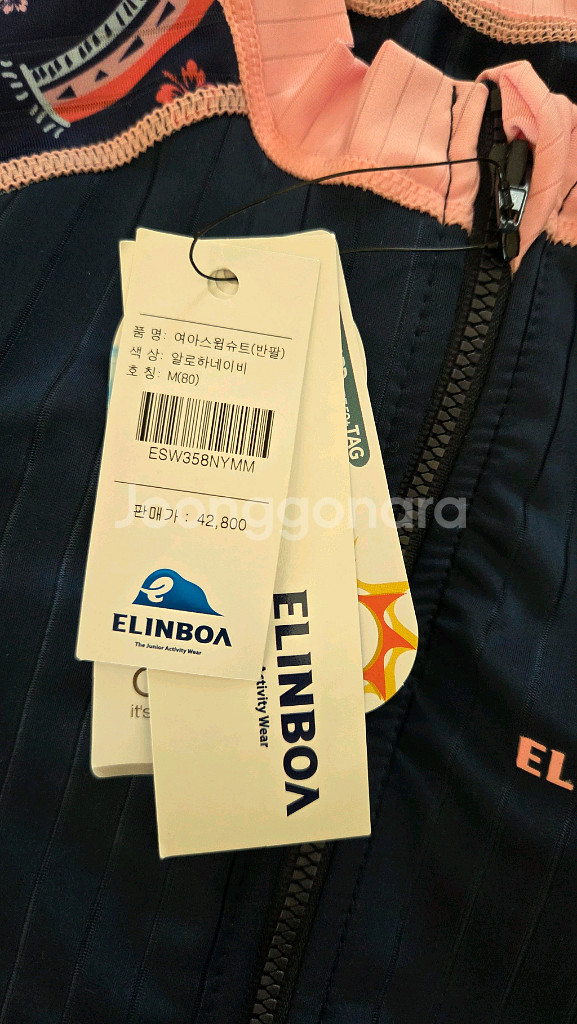 품 명: 여아스윔슈트(반팔)
색 상: 알로하네이비
호 칭: M(80)
ESW358NYMM
판매가 : 42,800
Joonggonara
ELINBOA
The Junior Activity Wear
ELINBOA
Activity Wear
TAG
it's
EL